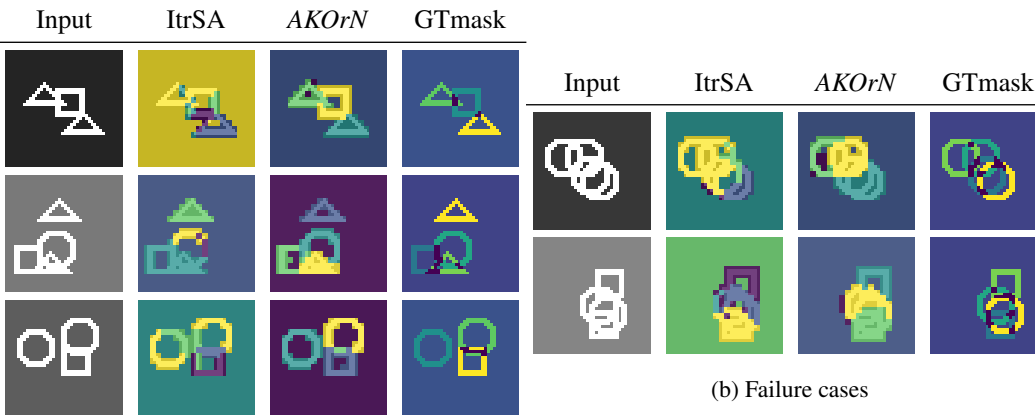 Input ItrSA AKOrN GTmask
Input ItrSA AKOrN GTmask
(b) Failure cases